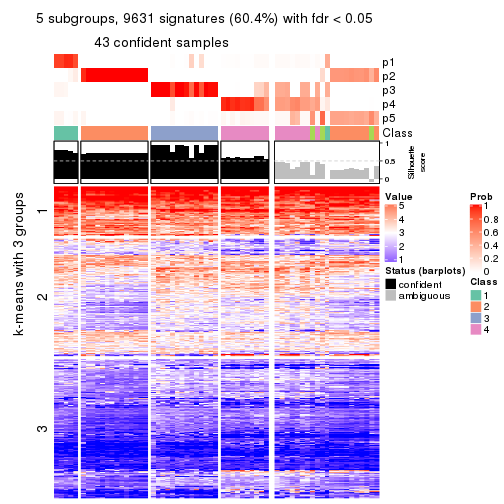 5 subgroups, 9631 signatures (60.4%) with fdr < 0.05
43 confident samples
p1
p2
p3
p4
p5
Class
1
0.5
0
Silhouette
score
k-means with 3 groups
1
2
3
Value
5
4
3
2
1
Status (barplots)
confident
ambiguous
Prob
1
0.8
0.6
0.4
0.2
0
Class
1
2
3
4